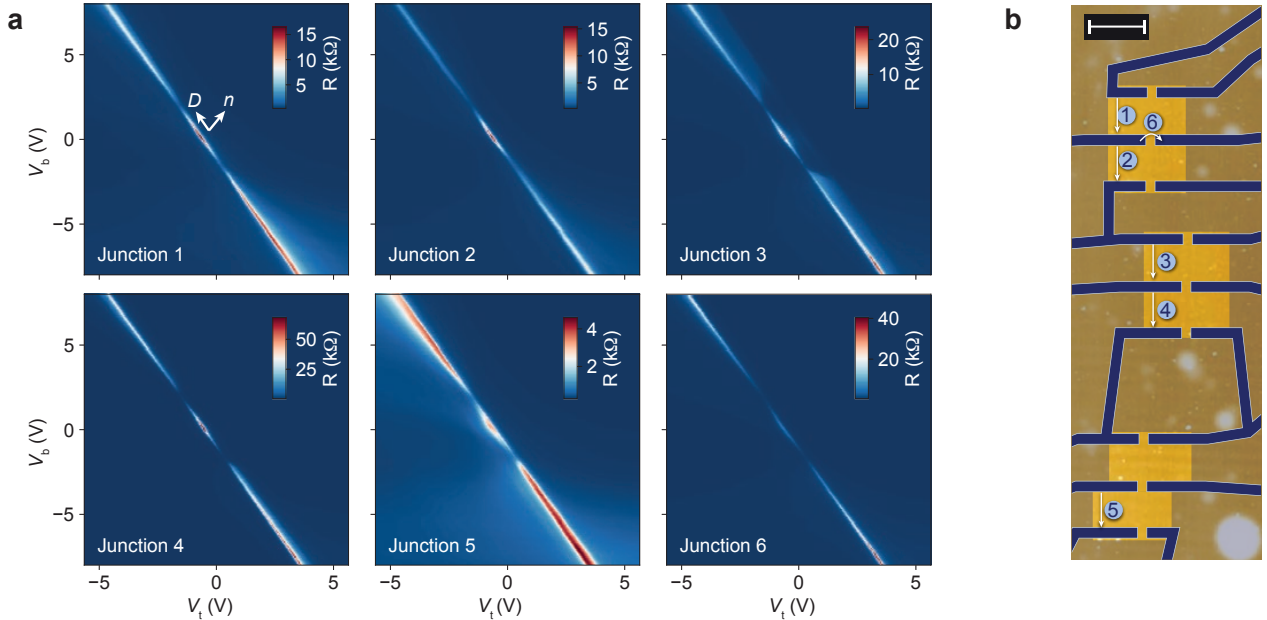 a
b
15
10
5
R (kΩ)
15
10
5
R (kΩ)
20
10
R (kΩ)
5
0
−5
V_b (V)
D
n
Junction 1
Junction 2
Junction 3
50
25
R (kΩ)
4
2
R (kΩ)
40
20
R (kΩ)
5
0
−5
V_b (V)
Junction 4
Junction 5
Junction 6
−5 0 5
−5 0 5
−5 0 5
V_t (V)
V_t (V)
V_t (V)
1
6
2
3
4
5